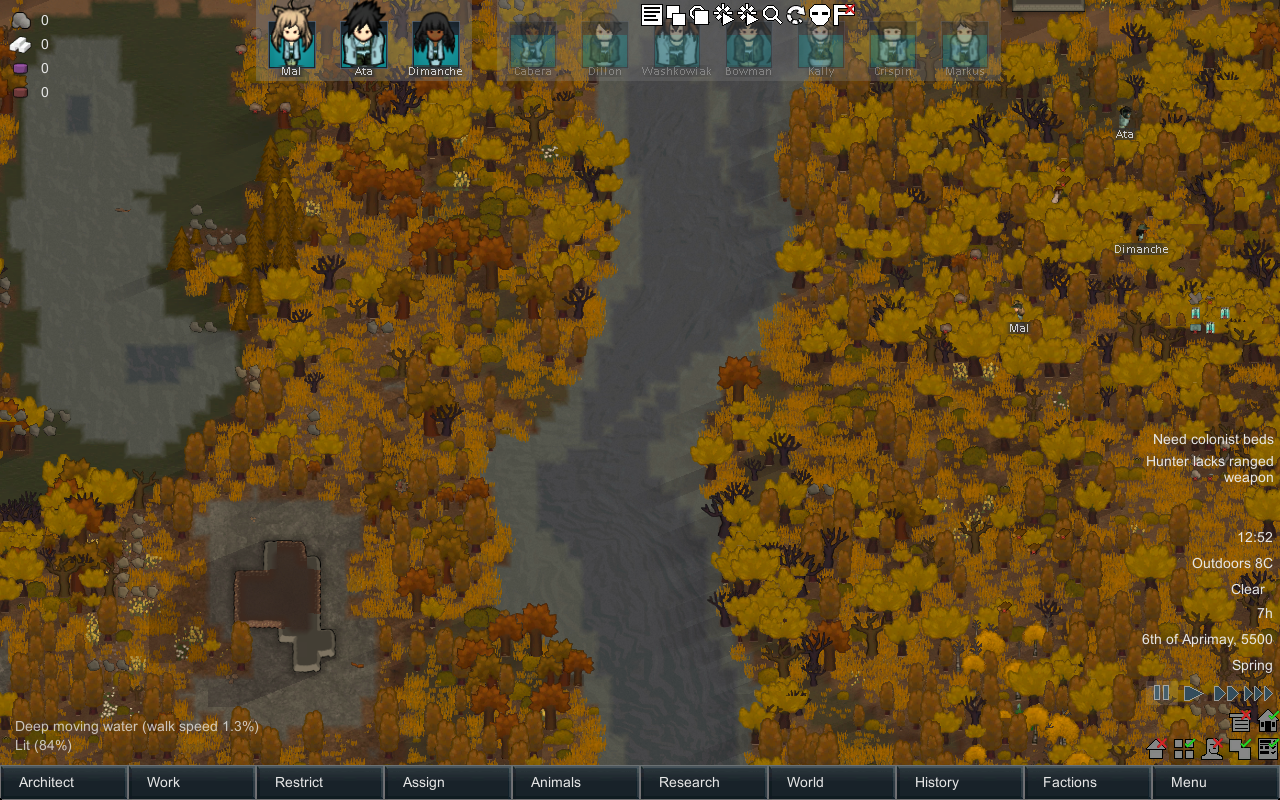 0
0
0
0
Mal
Ata
Dimanche
Cabera
Dillon
Washkowiak
Bowman
Kally
Crispin
Markus
Ata
Dimanche
Mal
Need colonist beds
Hunter lacks ranged
weapon
12:52
Outdoors 8C
Clear
7h
6th of Aprimay, 5500
Spring
Deep moving water (walk speed 1.3%)
Lit (84%)
Architect
Work
Restrict
Assign
Animals
Research
World
History
Factions
Menu